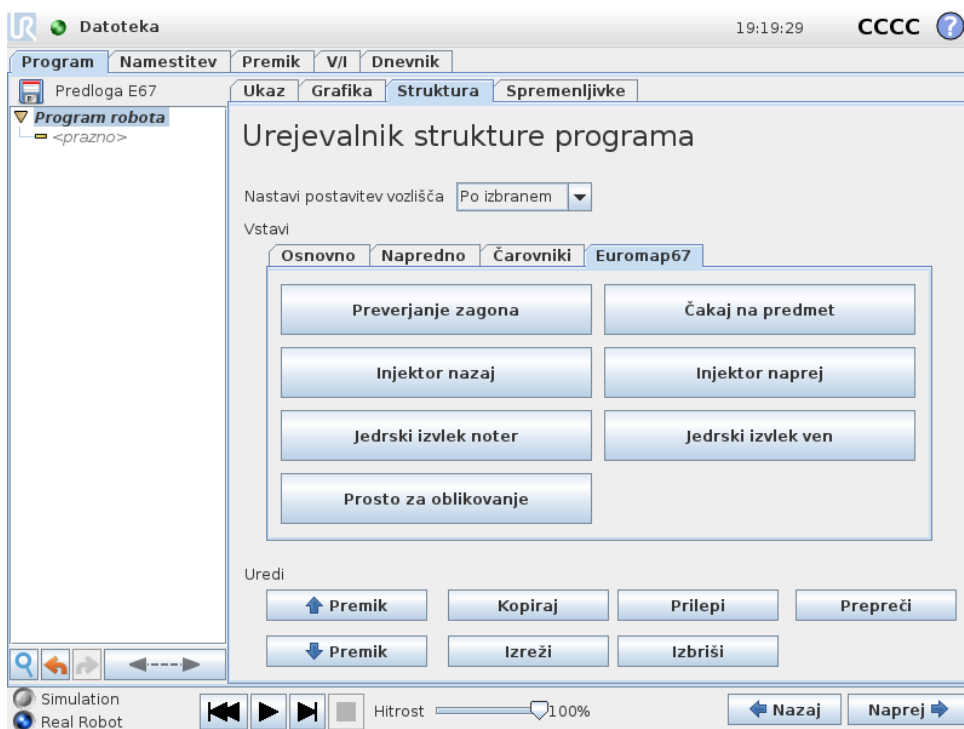 UR Datoteka 19:19:29 CCCC ?
Program Namestitev Premik V/I Dnevnik
Predloga E67
Ukaz Grafika Struktura Spremenljivke
Program robota
<prazno>
Urejevalnik strukture programa
Nastavi postavitev vozlišča Po izbranem
Vstavi
Osnovno Napredno Čarovniki Euromap67
Preverjanje zagona Čakaj na predmet
Injektor nazaj Injektor naprej
Jedrski izvlek noter Jedrski izvlek ven
Prosto za oblikovanje
Uredi
Premik Kopiraj Prilepi Prepreči
Premik Izreži Izbriši
Simulation
Real Robot
Hitrost 100%
Nazaj Naprej